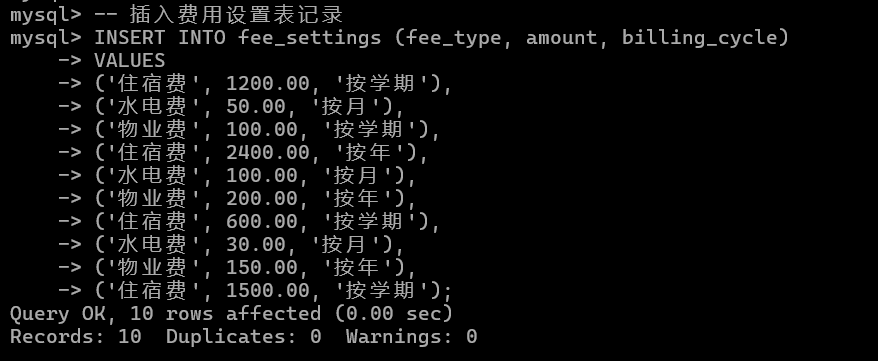 mysql> -- 插入费用设置表记录
mysql> INSERT INTO fee_settings (fee_type, amount, billing_cycle)
    -> VALUES
    -> ('住宿费', 1200.00, '按学期'),
    -> ('水电费', 50.00, '按月'),
    -> ('物业费', 100.00, '按学期'),
    -> ('住宿费', 2400.00, '按年'),
    -> ('水电费', 100.00, '按月'),
    -> ('物业费', 200.00, '按年'),
    -> ('住宿费', 600.00, '按学期'),
    -> ('水电费', 30.00, '按月'),
    -> ('物业费', 150.00, '按年'),
    -> ('住宿费', 1500.00, '按学期');
Query OK, 10 rows affected (0.00 sec)
Records: 10  Duplicates: 0  Warnings: 0